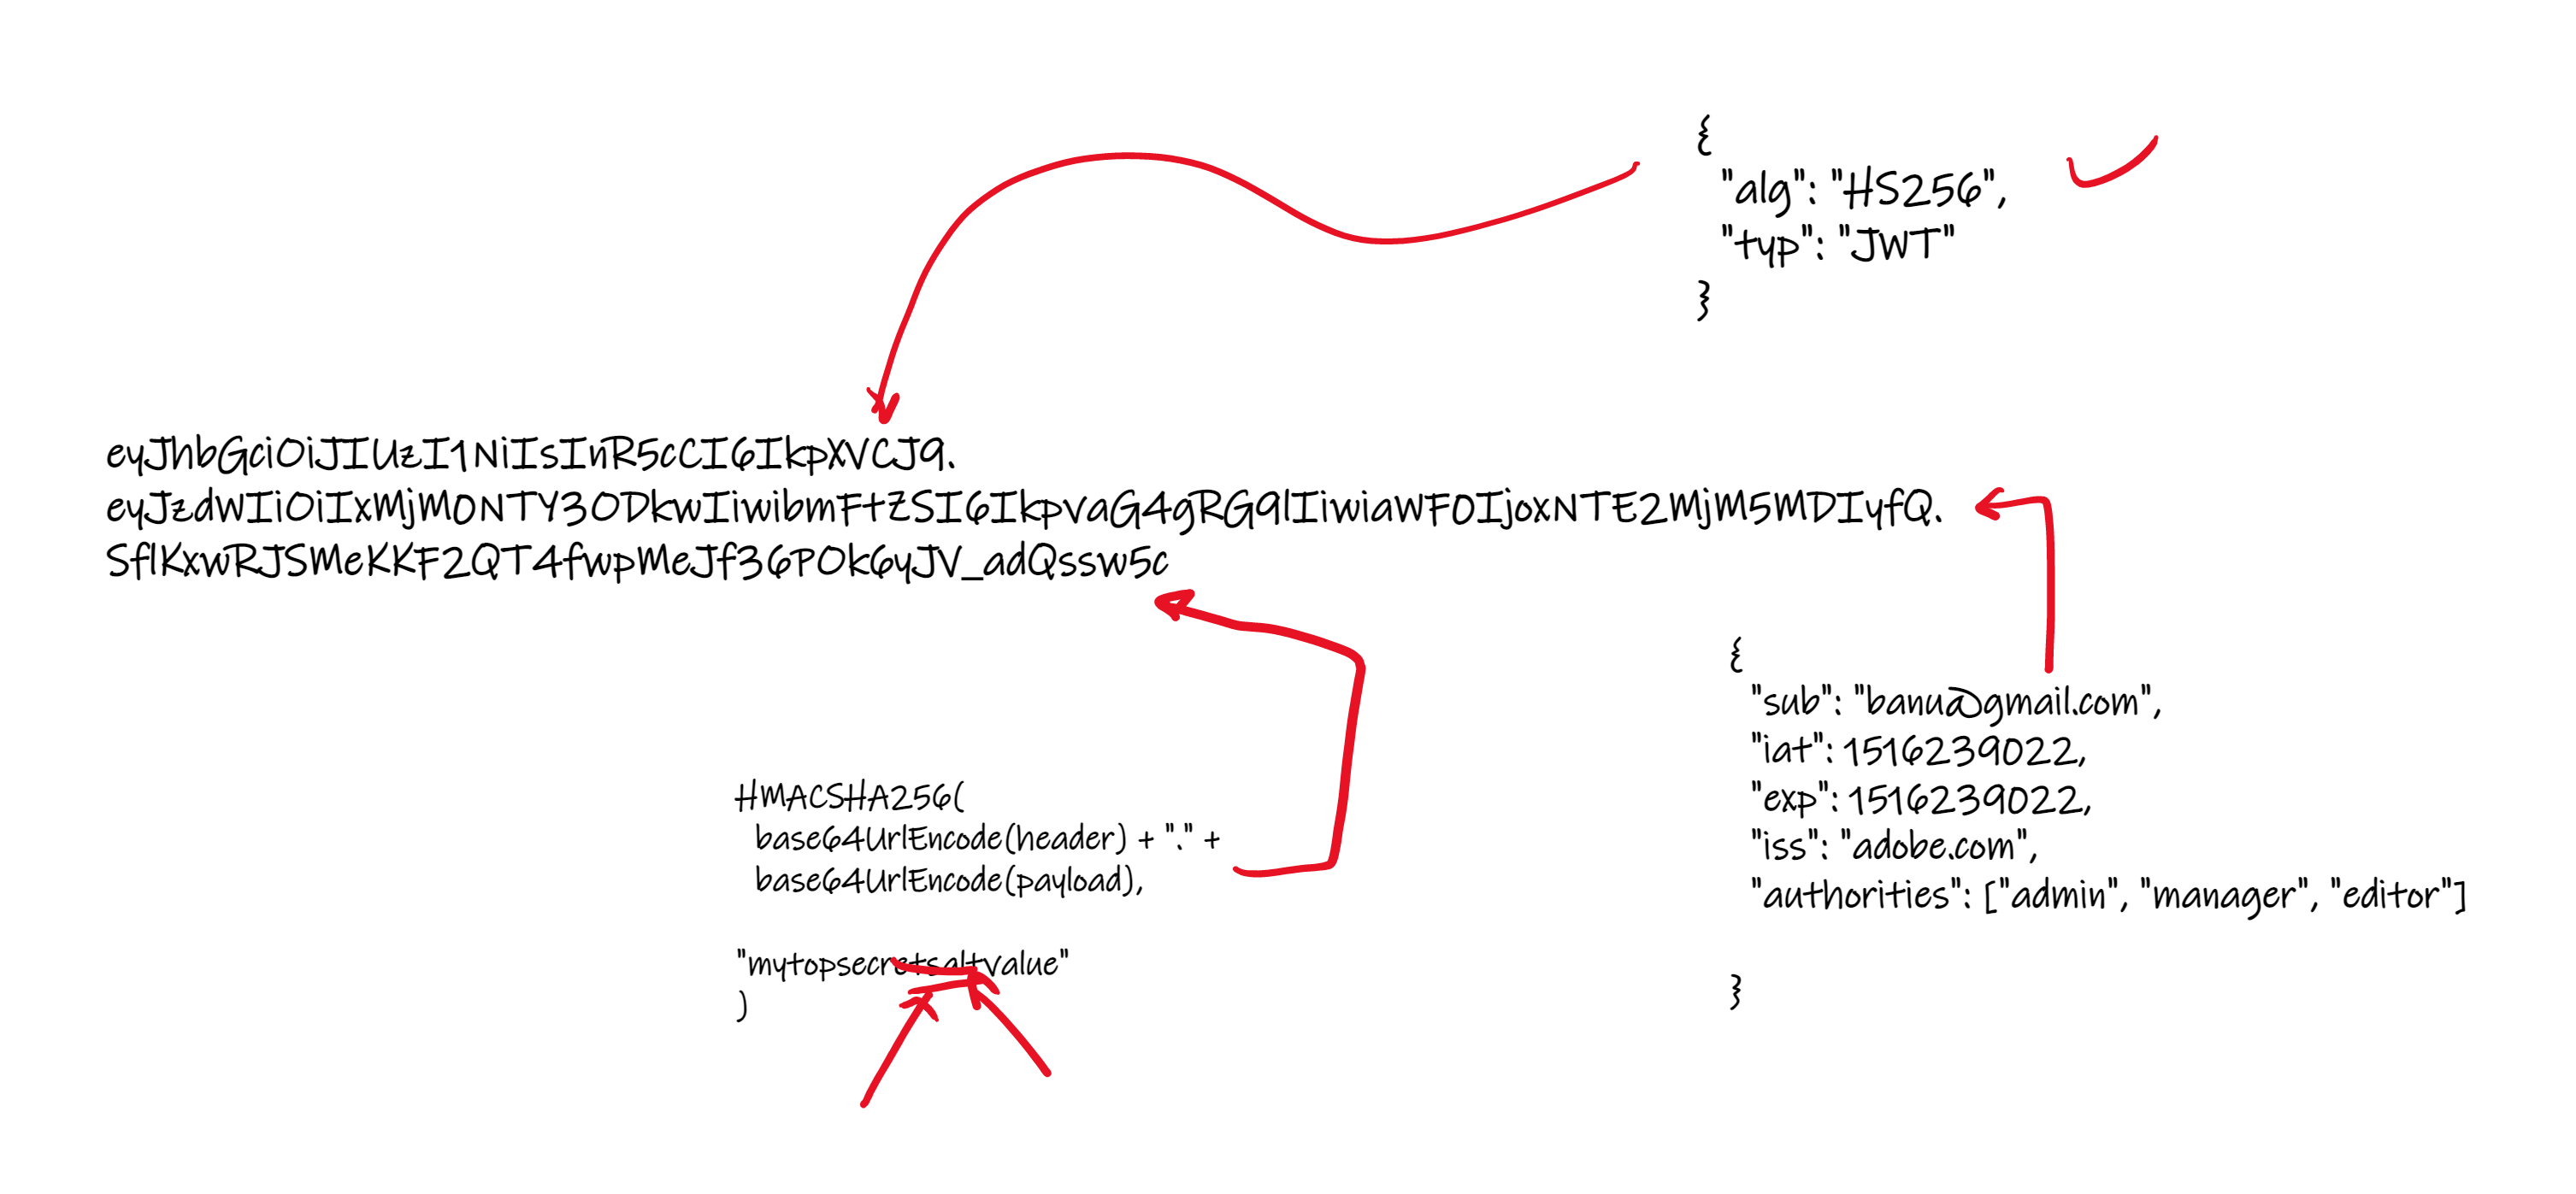 {
"alg": "HS256",
"typ": "JWT"
}
eyJhbGciOiJIUzI1NiIsInR5cCI6IkpXVCJ9.
eyJzdWIiOiIxMjM0NTY3ODkwIiwibmFtZSI6IkpvaG4gRG9lIiwiaWF0IjoxNTE2MjM5MDIyfQ.
SflKxwRJSMeKKF2QT4fwpMeJf36POk6yJV_adQssw5c
{
"sub": "banu@gmail.com",
"iat": 1516239022,
"exp": 1516239022,
"iss": "adobe.com",
"authorities": ["admin", "manager", "editor"]
}
HMACSHA256(
base64UrlEncode(header) + "." +
base64UrlEncode(payload),
"mytopsecretsaltvalue"
)